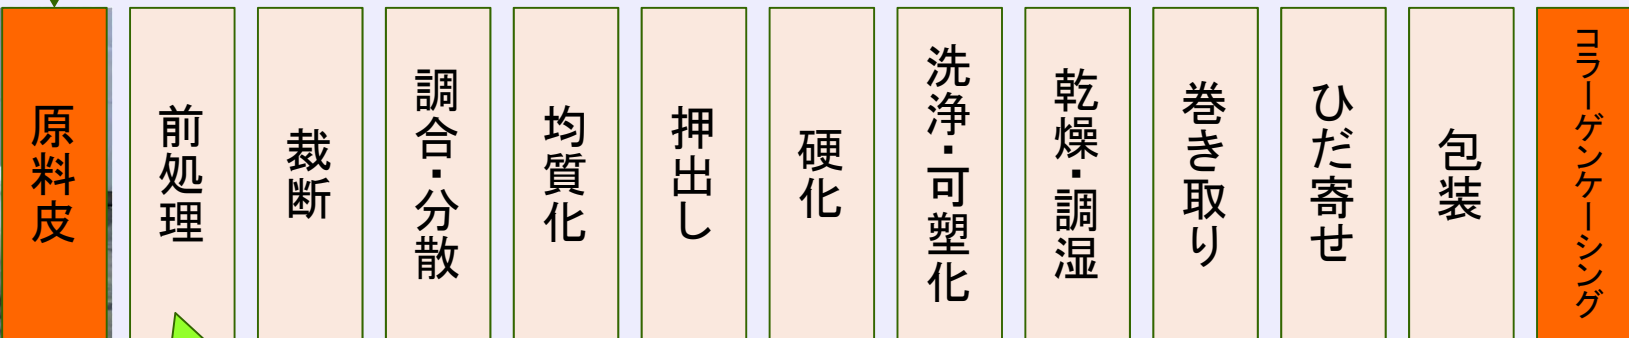 原料皮
前処理
裁断
調合・分散
均質化
押出し
硬化
洗浄・可塑化
乾燥・調湿
巻き取り
ひだ寄せ
包装
コラーゲンケーシング